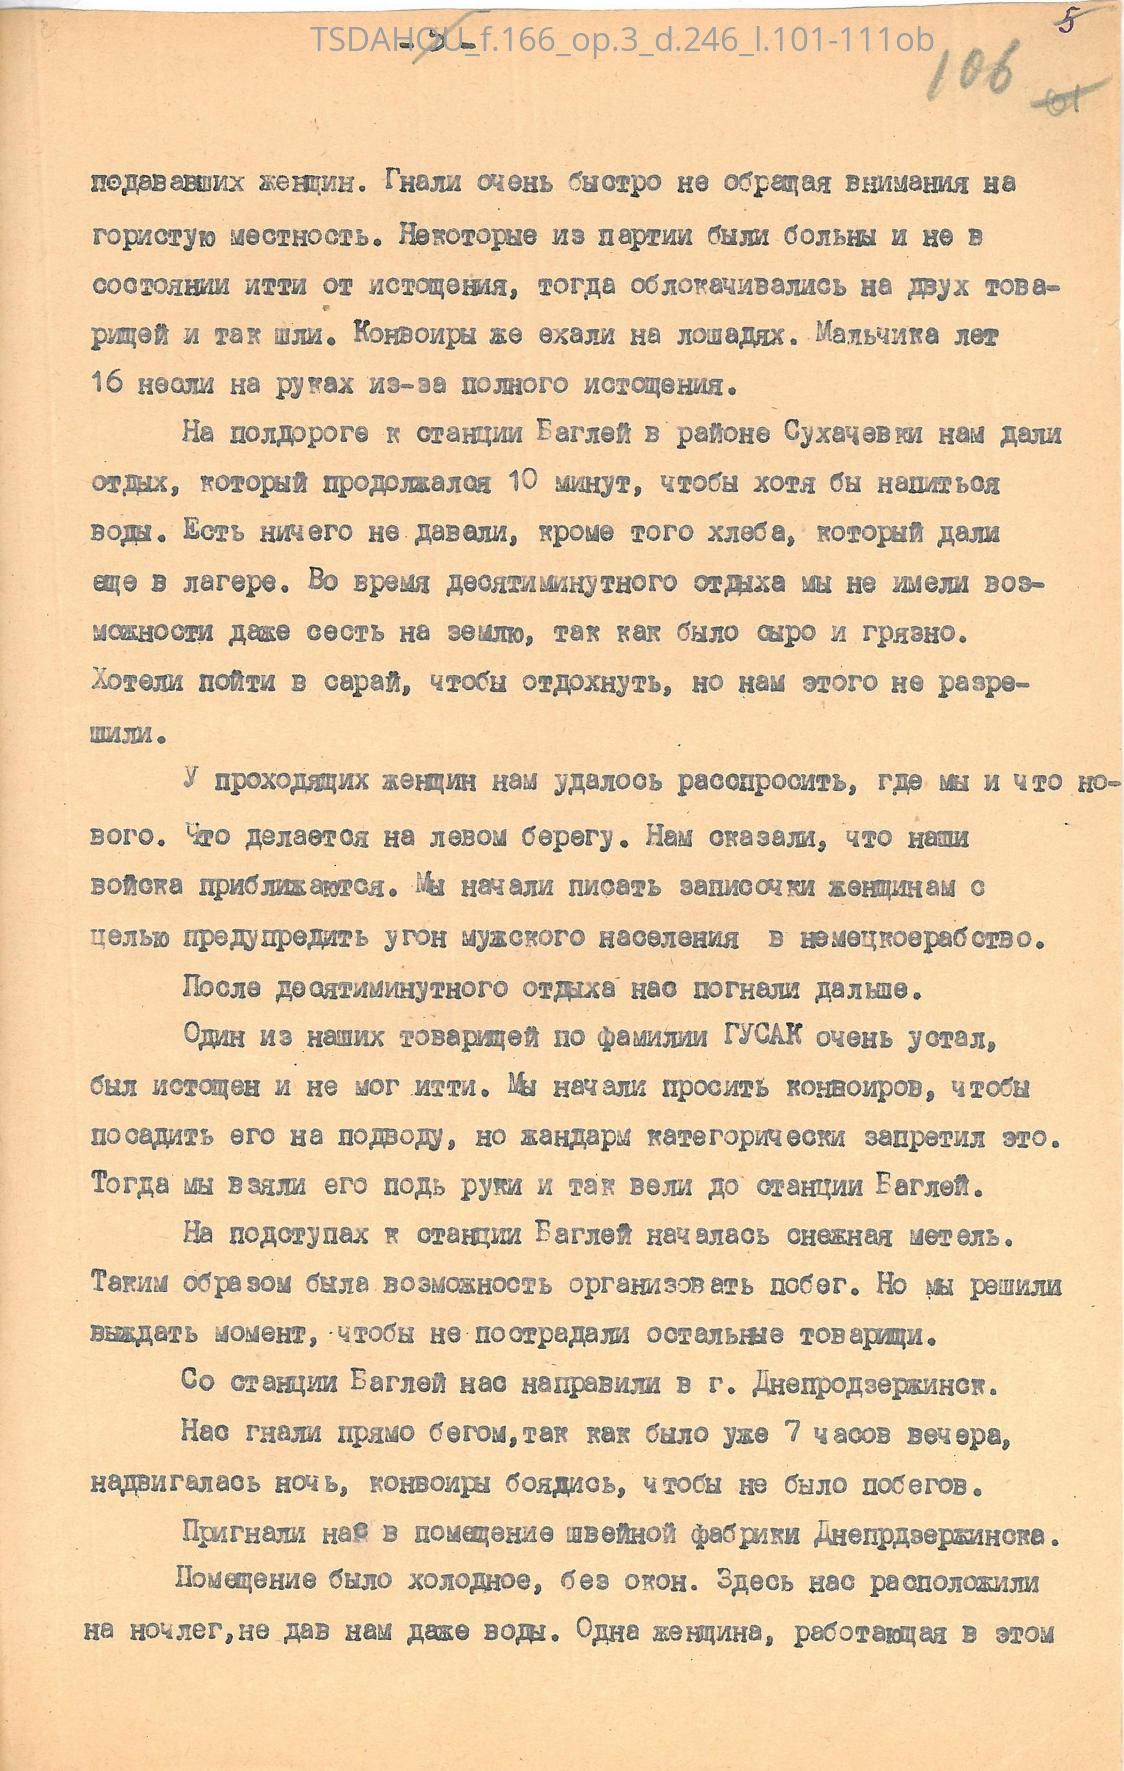 TSDAHOU_f.166_op.3_d.246_l.101-111ob
5
- 5 -
106
подававших женщин. Гнали очень быстро не обращая внимания на
гористую местность. Некоторые из партии были больны и не в
состоянии итти от истощения, тогда облокачивались на двух това-
рищей и так шли. Конвоиры же ехали на лошадях. Мальчика лет
16 несли на руках из-за полного истощения.
На полдороге к станции Баглей в районе Сухачевки нам дали
отдых, который продолжался 10 минут, чтобы хотя бы напиться
воды. Есть ничего не давали, кроме того хлеба, который дали
еще в лагере. Во время десятиминутного отдыха мы не имели воз-
можности даже сесть на землю, так как было сыро и грязно.
Хотели пойти в сарай, чтобы отдохнуть, но нам этого не разре-
шили.
У проходящих женщин нам удалось расспросить, где мы и что но-
вого. Что делается на левом берегу. Нам сказали, что наши
войска приближаются. Мы начали писать записочки женщинам с
целью предупредить угон мужского населения в немецкоерабство.
После десятиминутного отдыха нас погнали дальше.
Один из наших товарищей по фамилии ГУСАК очень устал,
был истощен и не мог итти. Мы начали просить конвоиров, чтобы
посадить его на подводу, но жандарм категорически запретил это.
Тогда мы взяли его подь руки и так вели до станции Баглей.
На подступах к станции Баглей началась снежная метель.
Таким образом была возможность организовать побег. Но мы решили
выждать момент, чтобы не пострадали остальные товарищи.
Со станции Баглей нас направили в г. Днепродзержинск.
Нас гнали прямо бегом,так как было уже 7 часов вечера,
надвигалась ночь, конвоиры боядись, чтобы не было побегов.
Пригнали нас в помещение швейной фабрики Днепрдзержинска.
Помещение было холодное, без окон. Здесь нас расположили
на ночлег,не дав нам даже воды. Одна женщина, работающая в этом